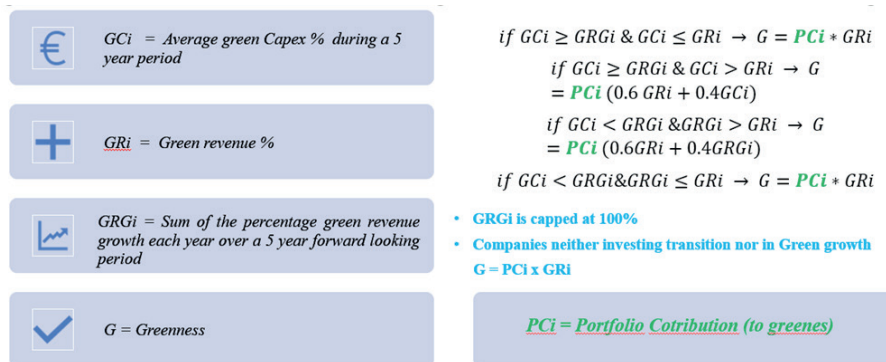 €
GCi = Average green Capex % during a 5
year period
GRi = Green revenue %
GRGi = Sum of the percentage green revenue
growth each year over a 5 year forward looking
period
G = Greenness
if GCi ≥ GRGi & GCi ≤ GRi → G = PCi * GRi
if GCi ≥ GRGi & GCi > GRi → G
= PCi (0.6 GRi + 0.4GCi)
if GCi < GRGi &GRGi > GRi → G
= PCi (0.6GRi + 0.4GRGi)
if GCi < GRGi&GRGi ≤ GRi → G = PCi * GRi
• GRGi is capped at 100%
• Companies neither investing transition nor in Green growth
G = PCi x GRi
PCi = Portfolio Cotribution (to greenes)